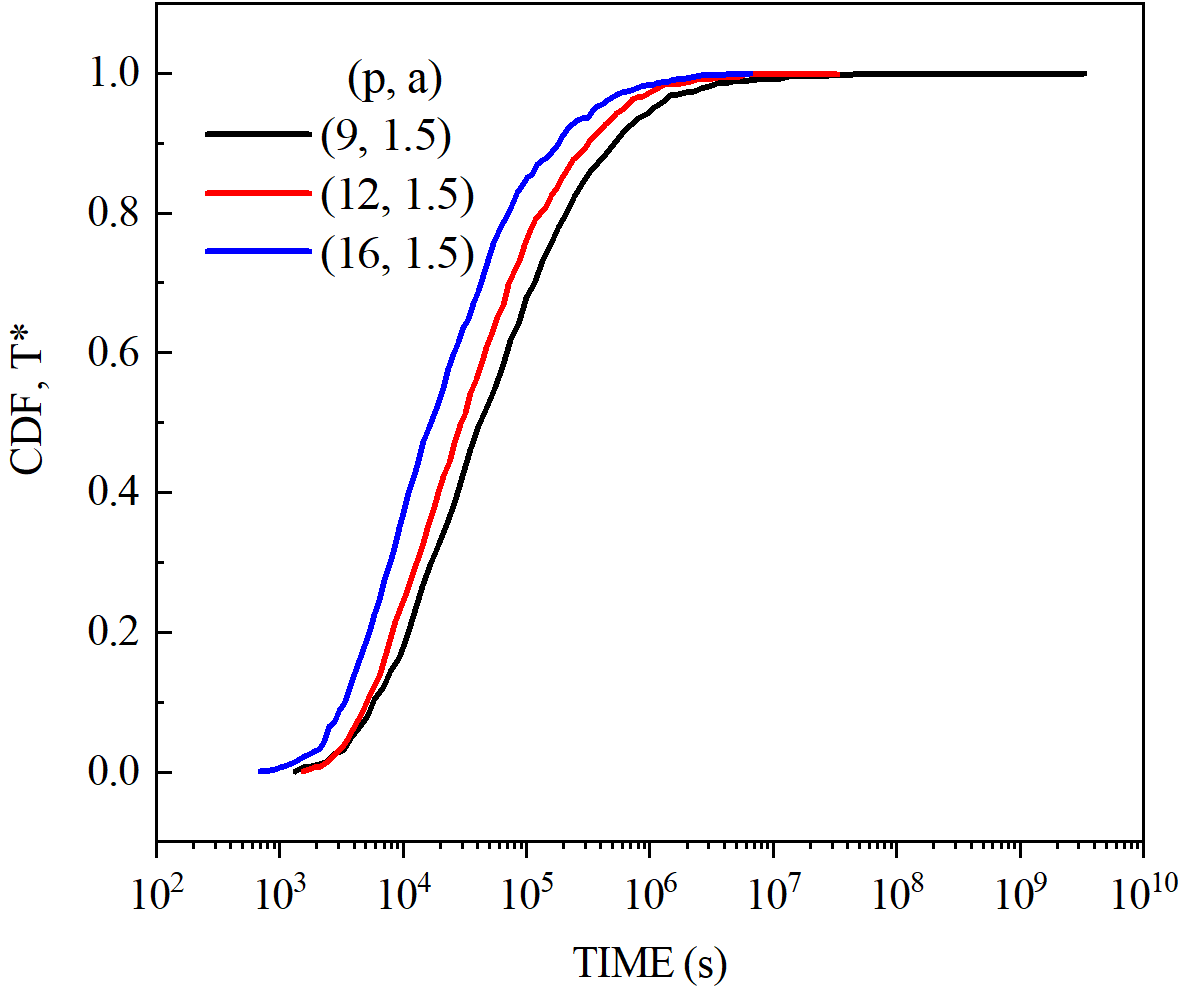 (p, a)
(9, 1.5)
(12, 1.5)
(16, 1.5)
CDF, T*
1.0
0.8
0.6
0.4
0.2
0.0
10² 10³ 10⁴ 10⁵ 10⁶ 10⁷ 10⁸ 10⁹ 10¹⁰
TIME (s)